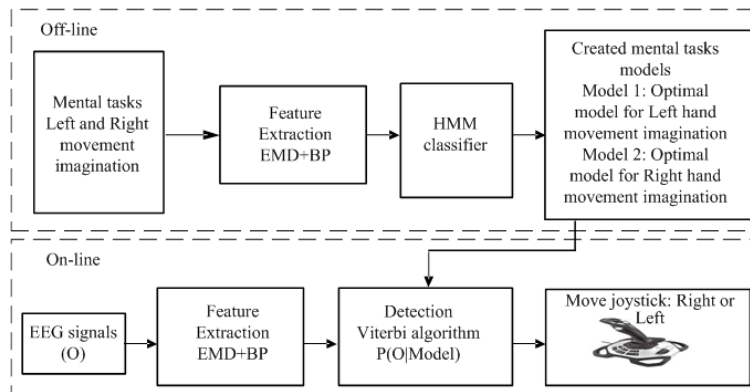 Off-line
Mental tasks
Left and Right
movement
imagination
Feature
Extraction
EMD+BP
HMM
classifier
Created mental tasks
models
Model 1: Optimal
model for Left hand
movement imagination
Model 2: Optimal
model for Right hand
movement imagination
On-line
EEG signals
(O)
Feature
Extraction
EMD+BP
Detection
Viterbi algorithm
P(O|Model)
Move joystick: Right or
Left